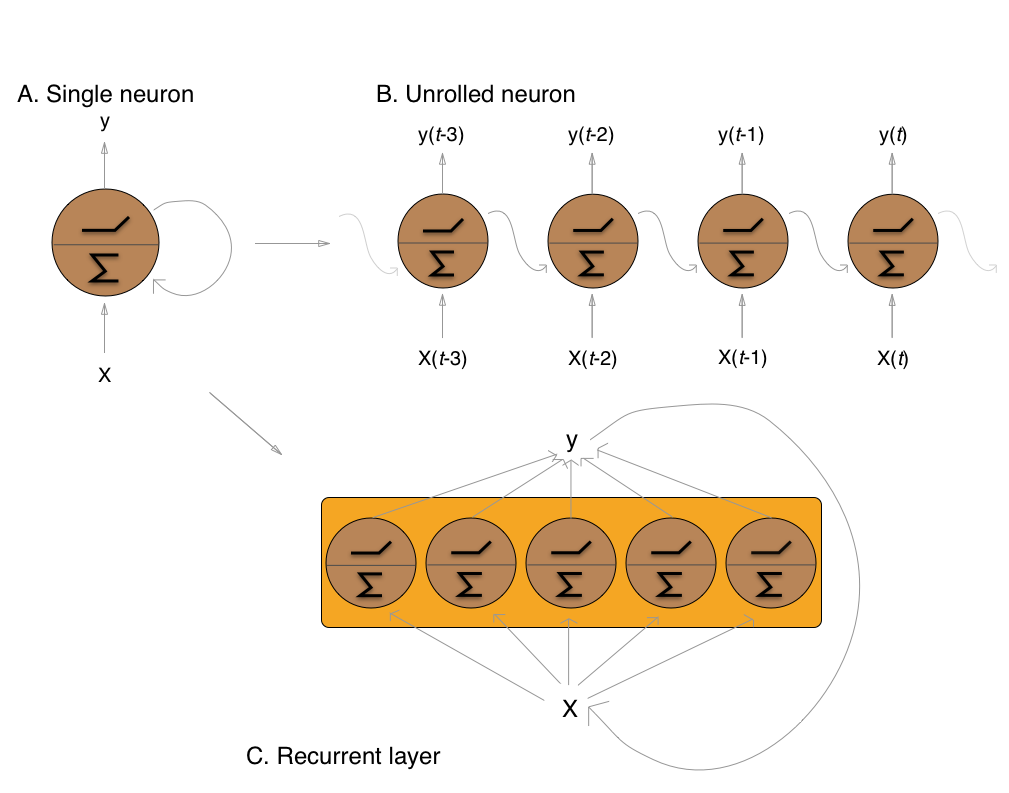 A. Single neuron
B. Unrolled neuron
y
y(t-3) y(t-2) y(t-1) y(t)
Σ
Σ Σ Σ Σ
X
X(t-3) X(t-2) X(t-1) X(t)
y
Σ Σ Σ Σ Σ
X
C. Recurrent layer